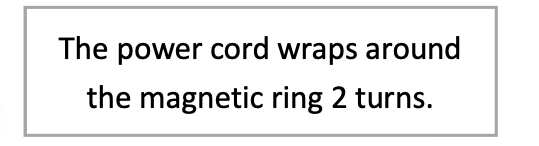 The power cord wraps around
the magnetic ring 2 turns.